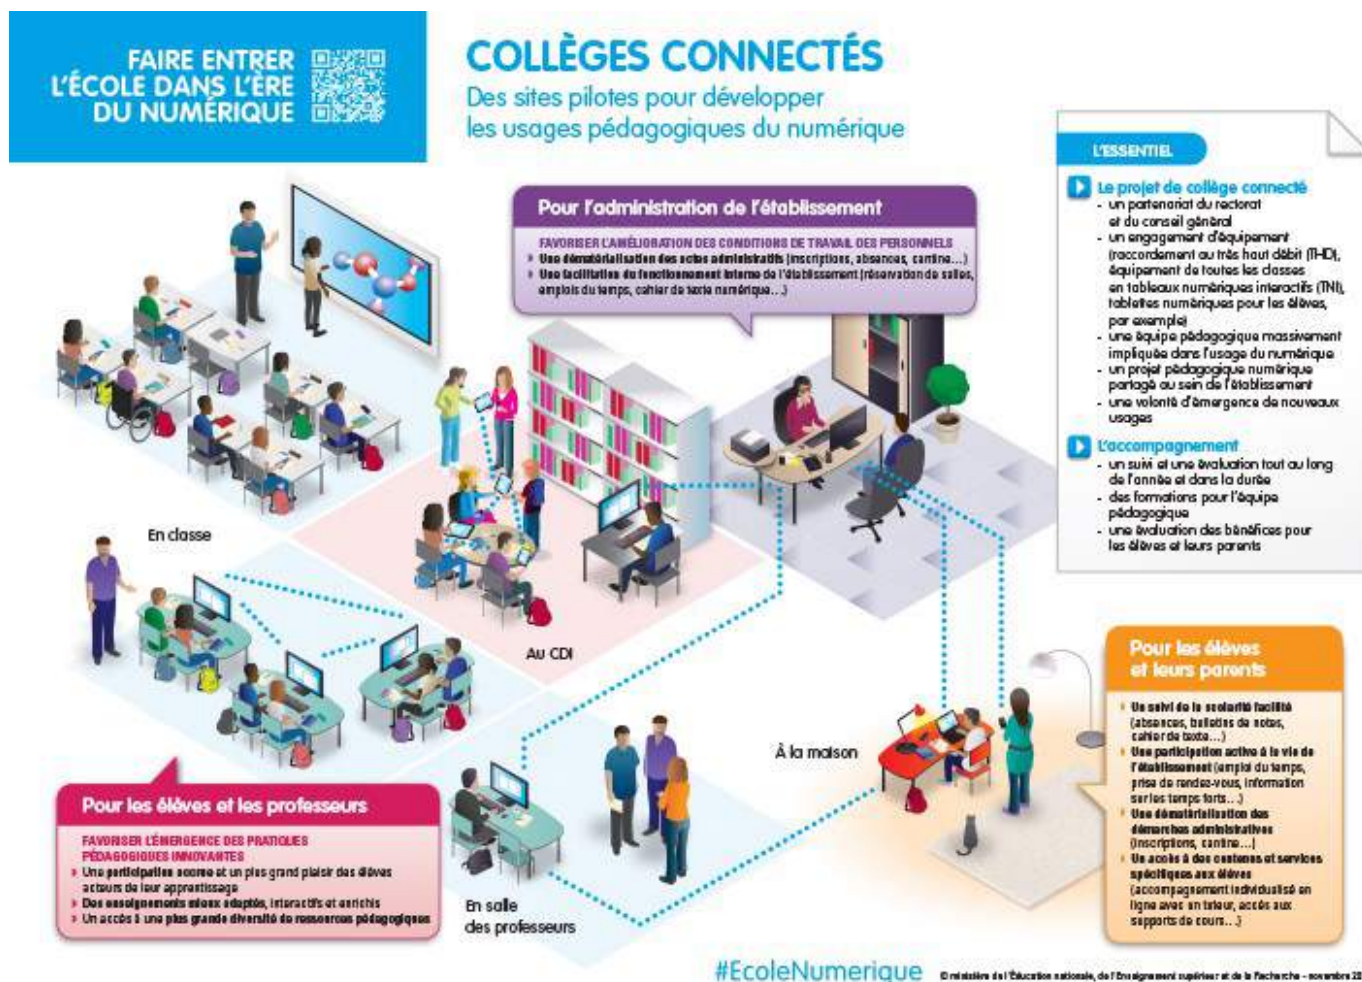 FAIRE ENTRER
L'ÉCOLE DANS L'ÈRE
DU NUMÉRIQUE
COLLÈGES CONNECTÉS
Des sites pilotes pour développer
les usages pédagogiques du numérique
L'ESSENTIEL
Le projet de collège connecté
- un partenariat du rectorat
et du conseil général
- un engagement d'équipement
(raccordement au très haut débit (THD),
équipement de toutes les classes
en tableaux numériques interactifs (TNI),
tablettes numériques pour les élèves,
par exemple)
- une équipe pédagogique massivement
impliquée dans l'usage du numérique
- un projet pédagogique numérique
partagé au sein de l'établissement
- une volonté d'émergence de nouveaux
usages
L'accompagnement
- un suivi et une évaluation tout au long
de l'année et dans la durée
- des formations pour l'équipe
pédagogique
- une évaluation des bénéfices pour
les élèves et leurs parents
Pour l'administration de l'établissement
FAVORISER L'AMÉLIORATION DES CONDITIONS DE TRAVAIL DES PERSONNELS
Une dématérialisation des actes administratifs (inscriptions, absences, cantine...)
Une facilitation du fonctionnement interne de l'établissement (réservation de salles,
emplois du temps, cahier de texte numérique...)
En classe
Au CDI
À la maison
En salle
des professeurs
Pour les élèves et les professeurs
FAVORISER L'ÉMERGENCE DES PRATIQUES
PÉDAGOGIQUES INNOVANTES
Une participation accrue et un plus grand plaisir des élèves
acteurs de leur apprentissage
Des enseignements mieux adaptés, interactifs et enrichis
Un accès à une plus grande diversité de ressources pédagogiques
Pour les élèves
et leurs parents
Un suivi de la scolarité facilité
(absences, bulletins de notes,
cahier de texte...)
Une participation active à la vie de
l'établissement (emploi du temps,
prise de rendez-vous, information
sur les temps forts...)
Une dématérialisation des
démarches administratives
(inscriptions, cantine...)
Un accès à des contenus et services
spécifiques aux élèves
(accompagnement individualisé en
ligne avec un tuteur, accès aux
supports de cours...)
#EcoleNumerique
© ministère de l'Éducation nationale, de l'Enseignement supérieur et de la Recherche - novembre 20